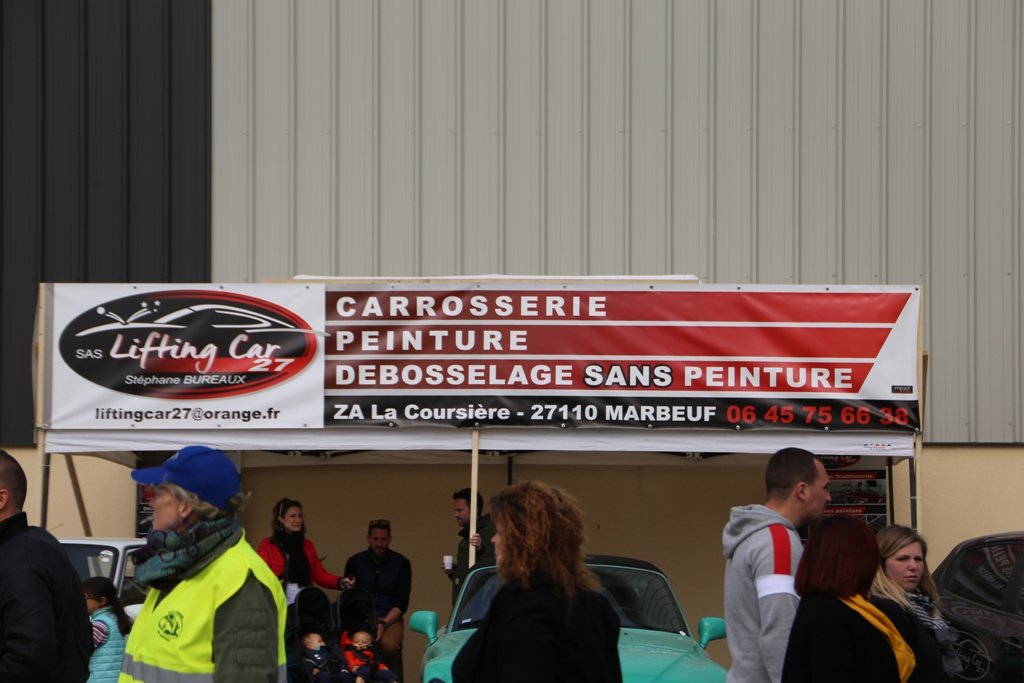 SAS Lifting Car
27
Stéphane BUREAUX
liftingcar27@orange.fr
CARROSSERIE
PEINTURE
DEBOSSELAGE SANS PEINTURE
ZA La Coursière - 27110 MARBEUF 06 45 75 66 38